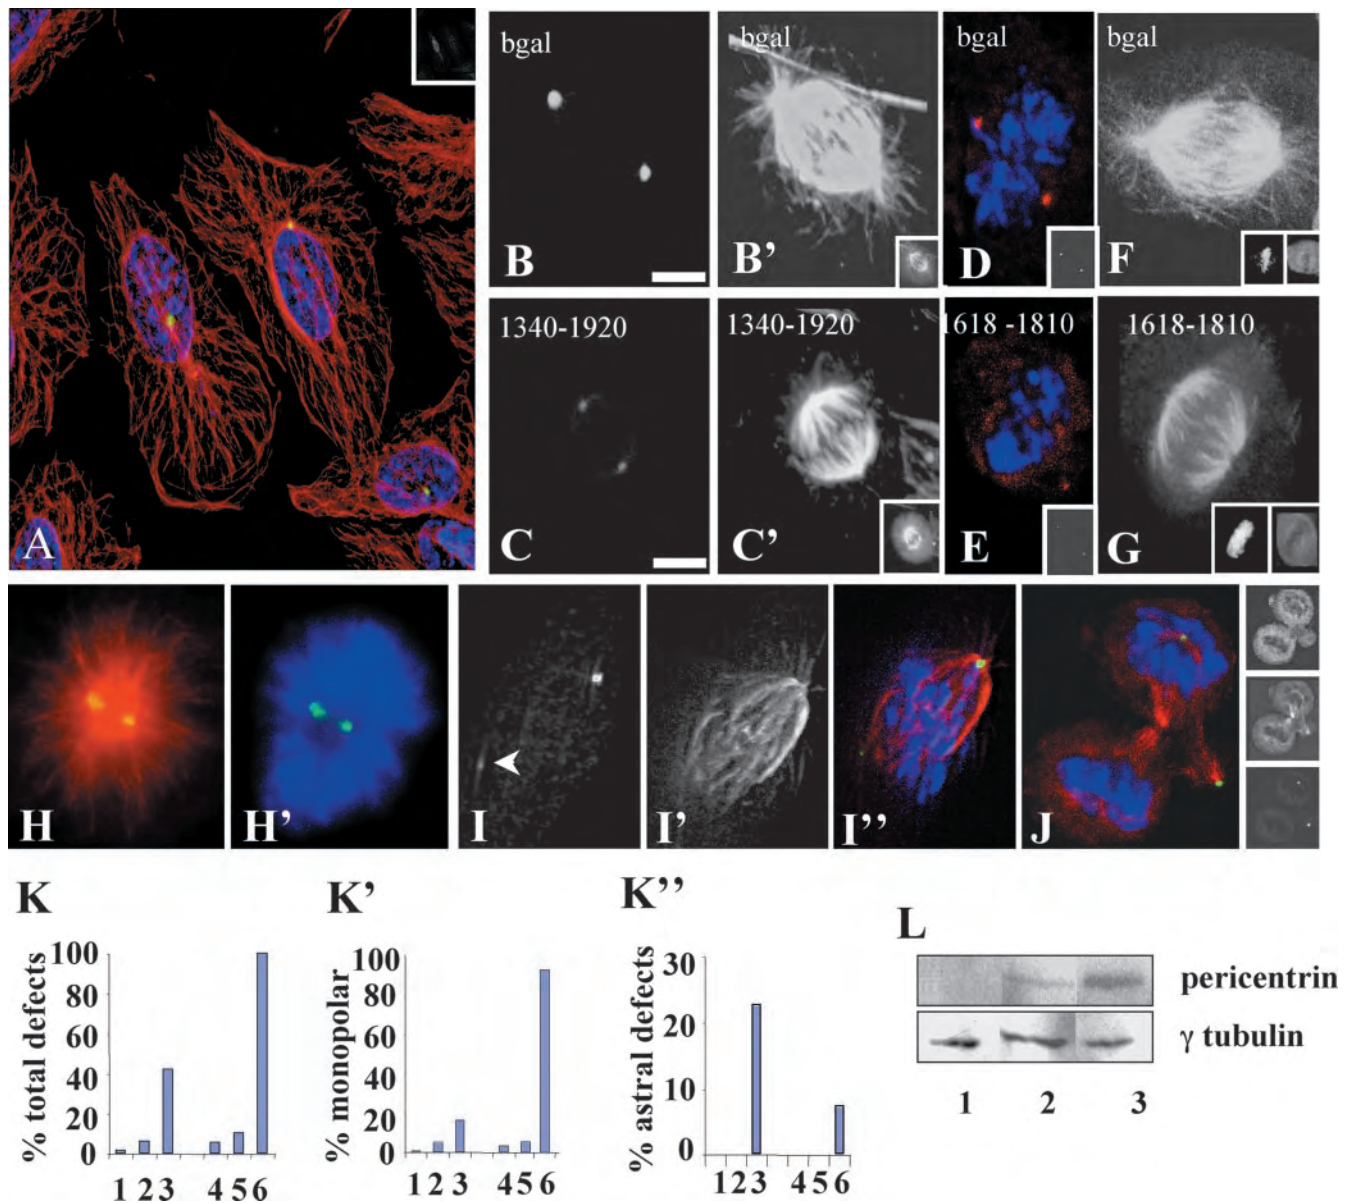 A
bgal
B
bgal
B’
bgal
D
bgal
F
1340-1920
C
1340-1920
C’
1618 -1810
E
1618-1810
G
H
H’
I
I’
I’’
J
K
% total defects
100
80
60
40
20
0
1 2 3 4 5 6
K’
% monopolar
100
80
60
40
20
0
1 2 3 4 5 6
K’’
% astral defects
30
20
10
0
1 2 3 4 5 6
L
pericentrin
γ tubulin
1 2 3